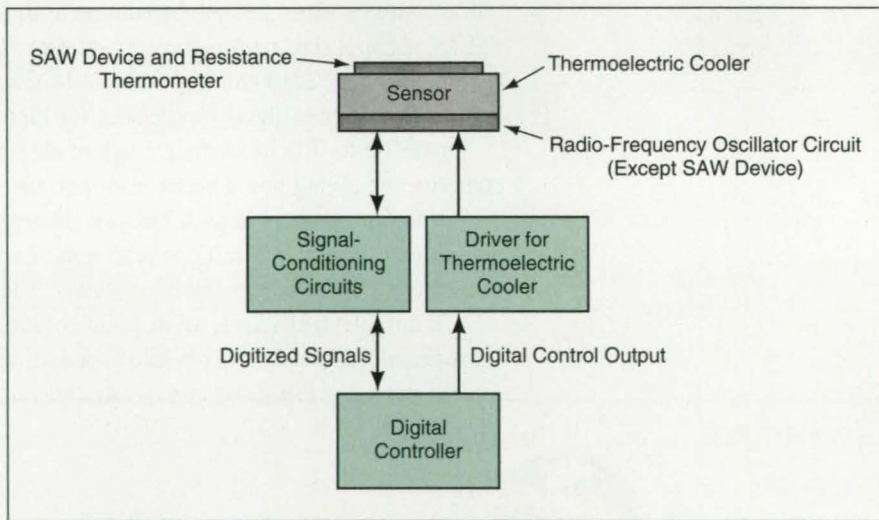 SAW Device and Resistance
Thermometer
Thermoelectric Cooler
Sensor
Radio-Frequency Oscillator Circuit
(Except SAW Device)
Signal-
Conditioning
Circuits
Driver for
Thermoelectric
Cooler
Digitized Signals
Digital Control Output
Digital
Controller